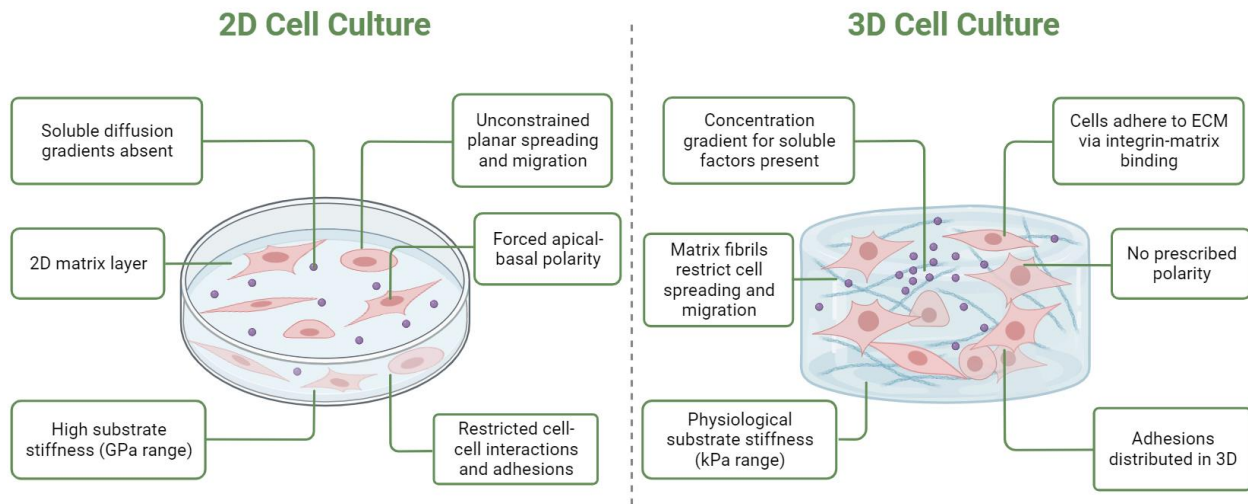 2D Cell Culture
Soluble diffusion
gradients absent
Unconstrained
planar spreading
and migration
2D matrix layer
Forced apical-
basal polarity
High substrate
stiffness (GPa range)
Restricted cell-
cell interactions
and adhesions
3D Cell Culture
Concentration
gradient for soluble
factors present
Cells adhere to ECM
via integrin-matrix
binding
Matrix fibrils
restrict cell
spreading and
migration
No prescribed
polarity
Physiological
substrate stiffness
(kPa range)
Adhesions
distributed in 3D